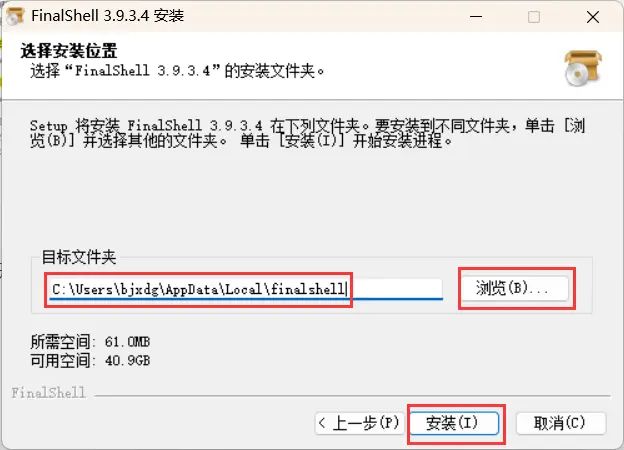 FinalShell 3.9.3.4 安装
选择安装位置
选择“FinalShell 3.9.3.4”的安装文件夹。
Setup 将安装 FinalShell 3.9.3.4 在下列文件夹。要安装到不同文件夹，单击 [浏
览(B)] 并选择其他的文件夹。 单击 [安装(I)] 开始安装进程。
目标文件夹
C:\Users\bjxdg\AppData\Local\finalshell
浏览(B)...
所需空间: 61.0MB
可用空间: 40.9GB
FinalShell
< 上一步(P)
安装(I)
取消(C)